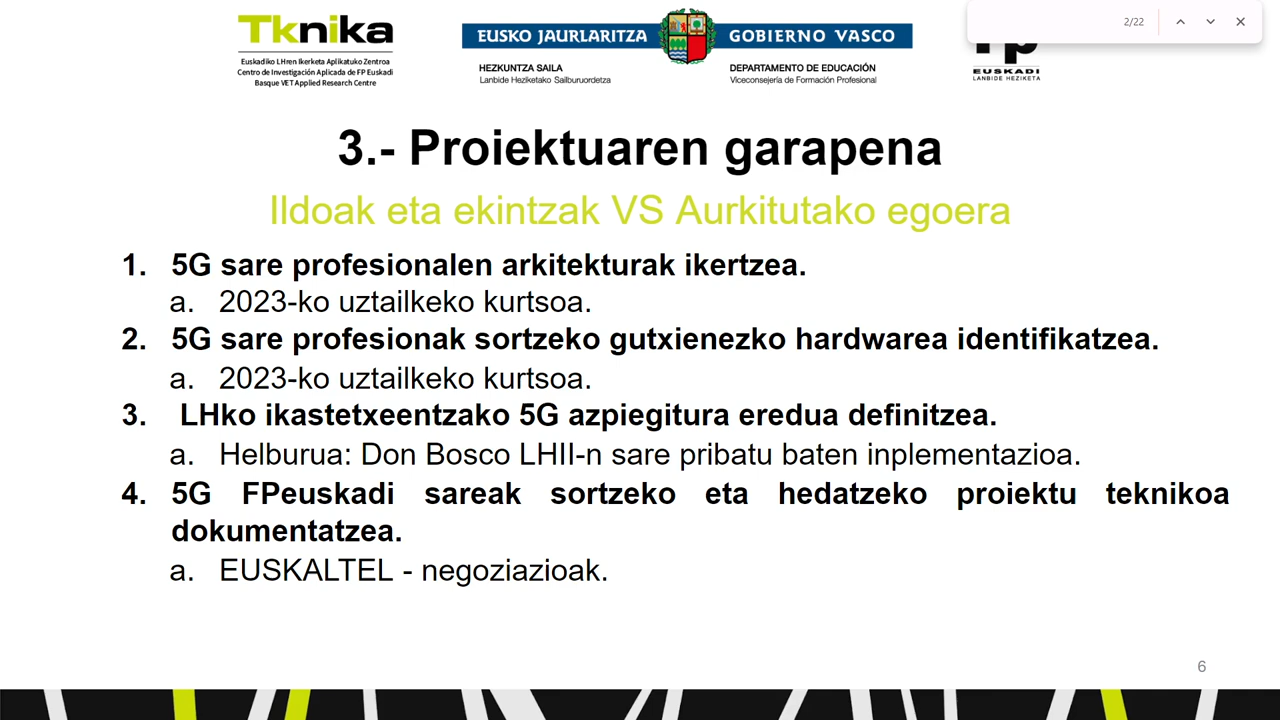 Tknika
Euskadiko LHren Ikerketa Aplikatuko Zentroa
Centro de Investigación Aplicada de FP Euskadi
Basque VET Applied Research Centre
EUSKO JAURLARITZA
GOBIERNO VASCO
HEZKUNTZA SAILA
Lanbide Heziketako Sailburuordetza
DEPARTAMENTO DE EDUCACIÓN
Viceconsejería de Formación Profesional
2/22
fp
EUSKADI
LANBIDE HEZIKETA
3.- Proiektuaren garapena
Ildoak eta ekintzak VS Aurkitutako egoera
1. 5G sare profesionalen arkitekturak ikertzea.
a. 2023-ko uztailkeko kurtsoa.
2. 5G sare profesionak sortzeko gutxienezko hardwarea identifikatzea.
a. 2023-ko uztailkeko kurtsoa.
3. LHko ikastetxeentzako 5G azpiegitura eredua definitzea.
a. Helburua: Don Bosco LHII-n sare pribatu baten inplementazioa.
4. 5G FPeuskadi sareak sortzeko eta hedatzeko proiektu teknikoa
dokumentatzea.
a. EUSKALTEL - negoziazioak.
6